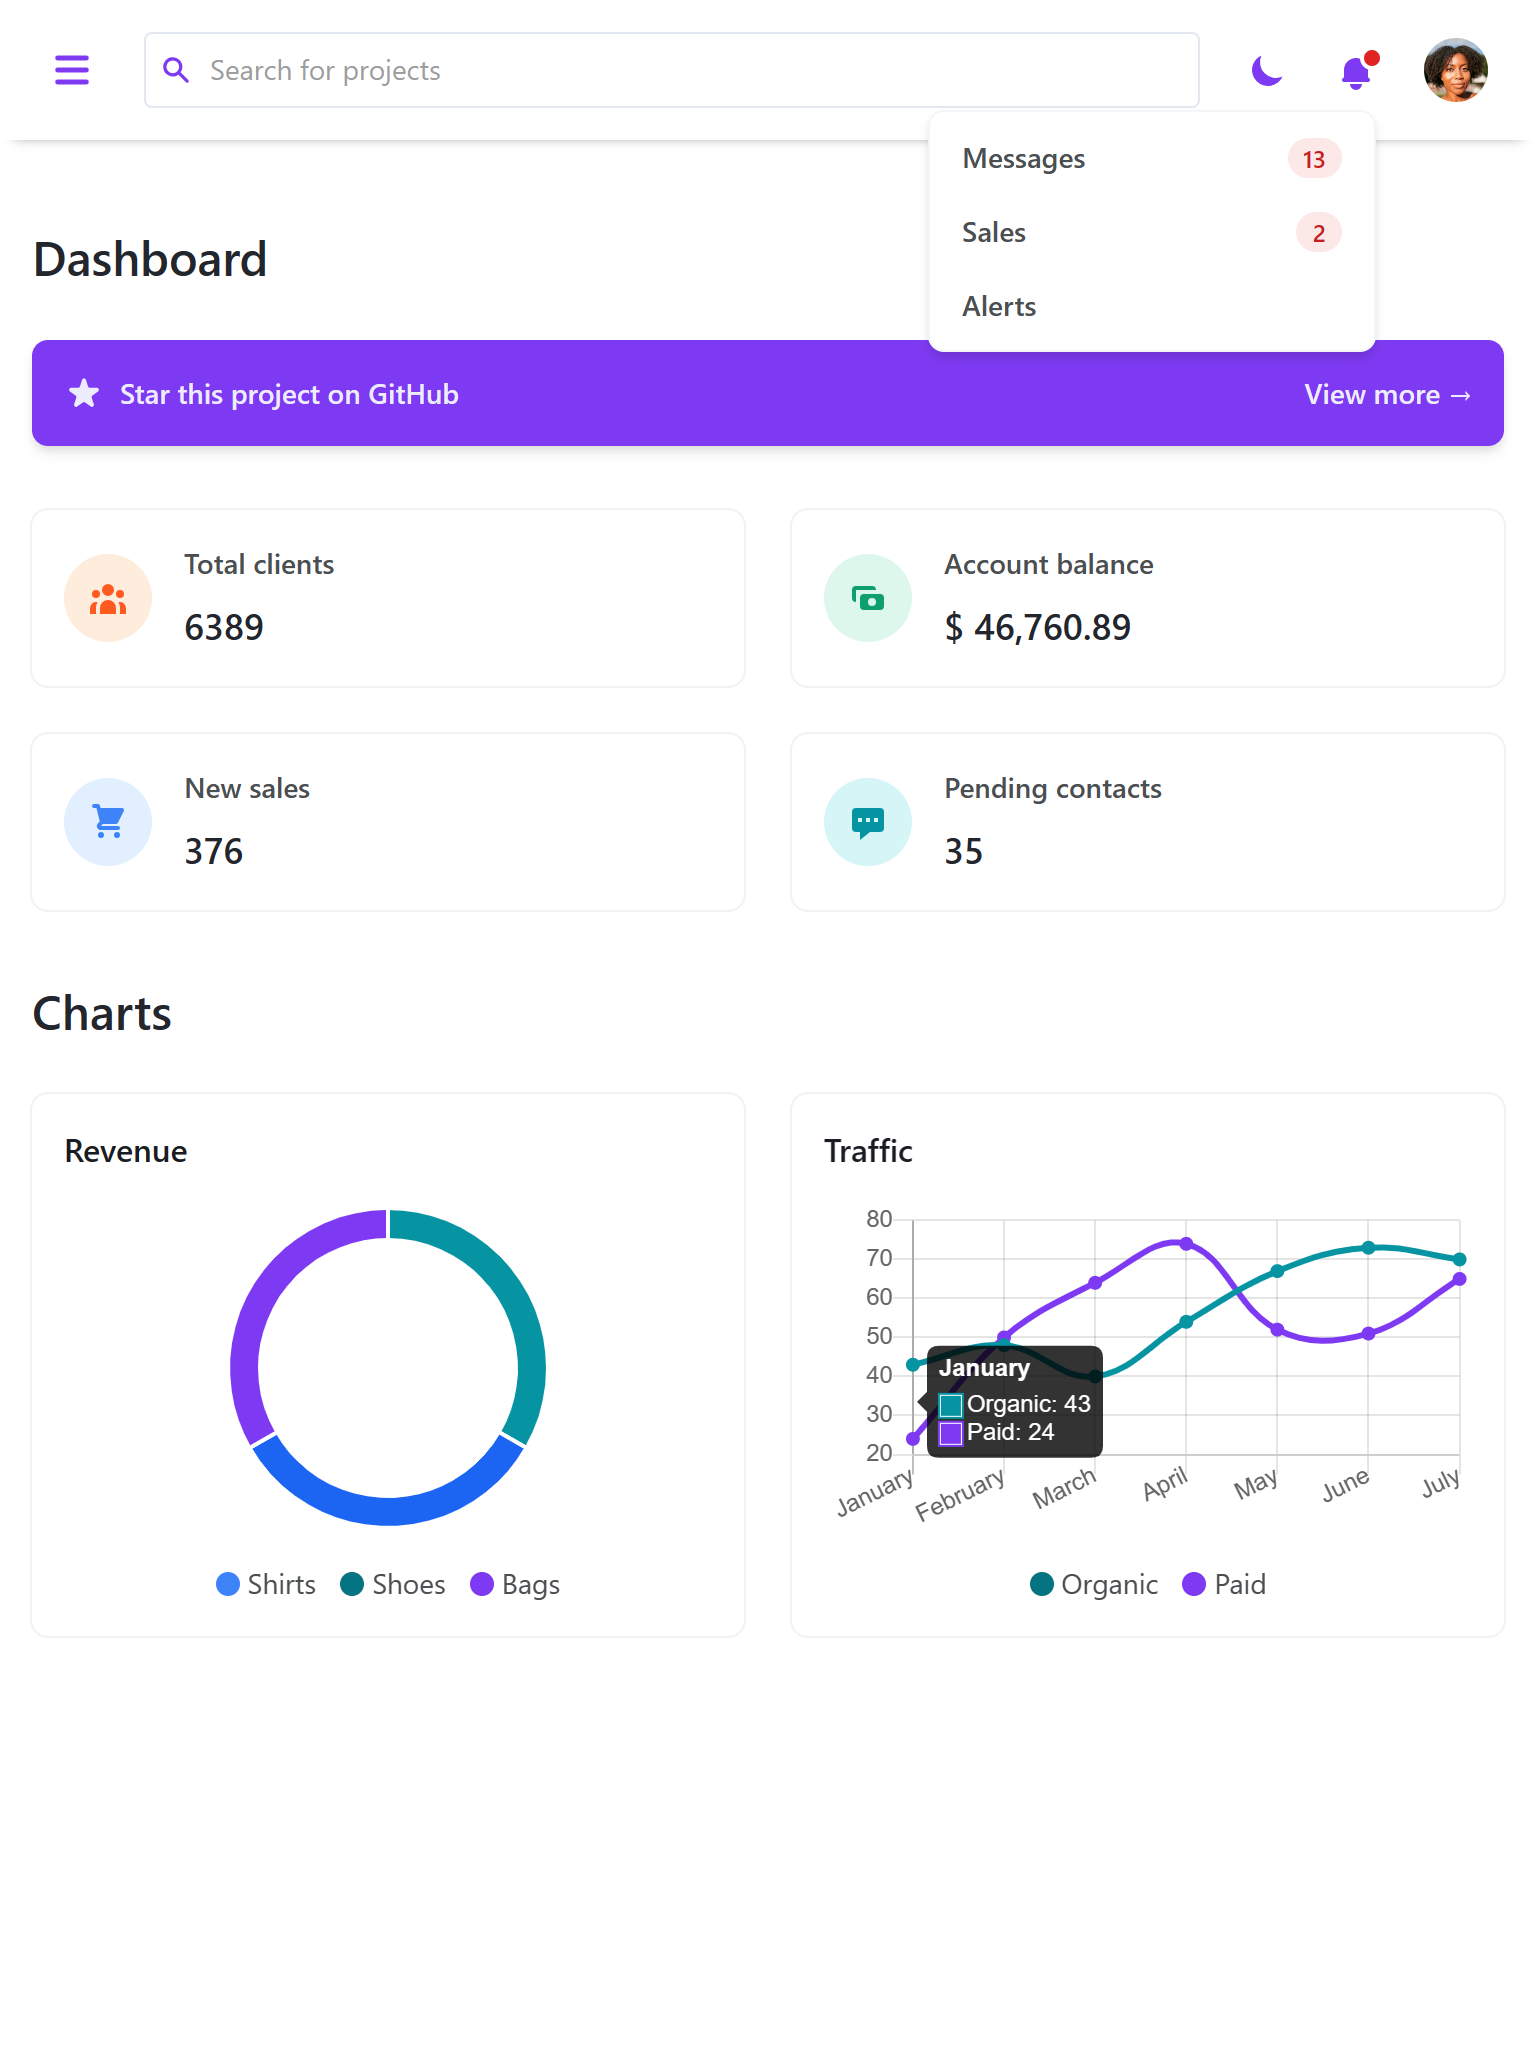 Search for projects
Messages 13
Sales 2
Alerts
Dashboard
Star this project on GitHub
View more →
Total clients
6389
Account balance
$ 46,760.89
New sales
376
Pending contacts
35
Charts
Revenue
Shirts Shoes Bags
Traffic
80
70
60
50
40
30
20
January
Organic: 43
Paid: 24
January February March April May June July
Organic Paid